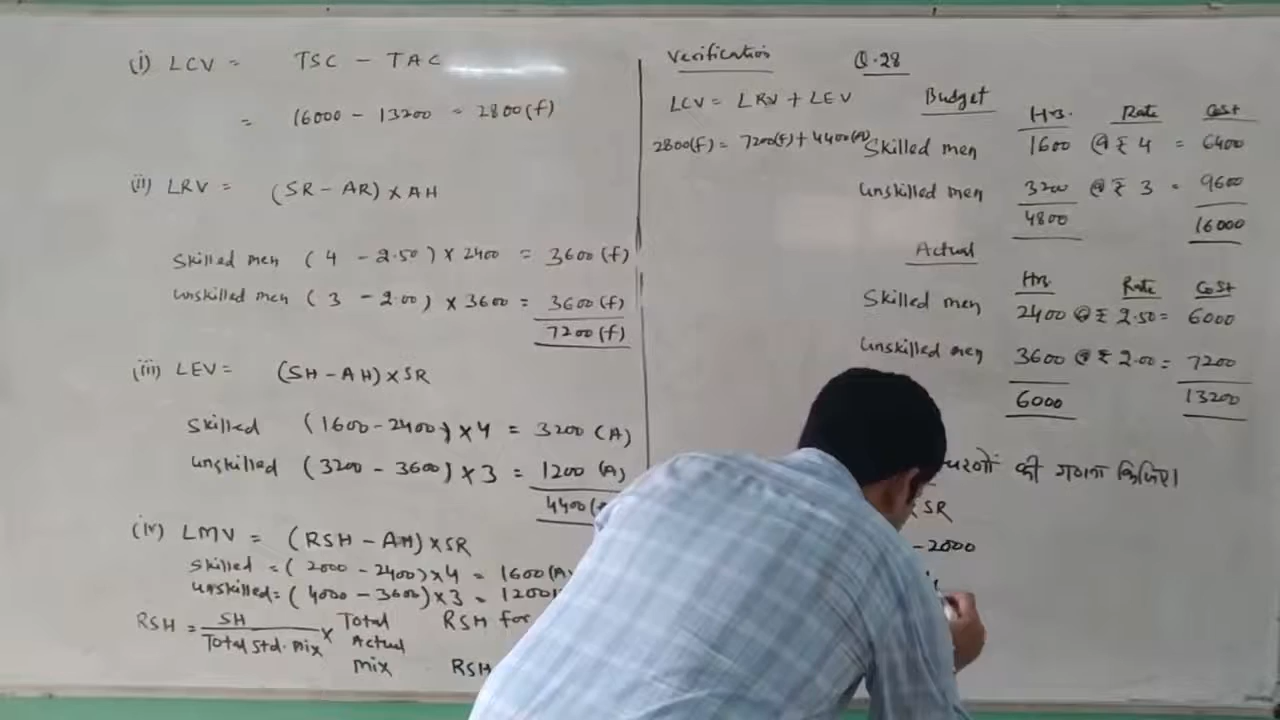 (i) LCV = TSC - TAC
= 16000 - 13200 = 2800 (f)
(ii) LRV = (SR - AR) × AH
Skilled men ( 4 - 2.50 ) × 2400 = 3600 (f)
Unskilled men ( 3 - 2.00 ) × 3600 = 3600 (f)
7200 (f)
(iii) LEV = (SH - AH) × SR
Skilled (1600 - 2400) × 4 = 3200 (A)
Unskilled (3200 - 3600) × 3 = 1200 (A)
4400 (
(iv) LMV = (RSH - AH) × SR
Skilled = ( 2000 - 2400) × 4 = 1600 (A)
Unskilled = ( 4000 - 3600) × 3 = 1200
RSH = SH / Total Std. mix × Total Actual mix
RSH for
RSH
Verification Q.28
LCV = LRV + LEV
2800 (f) = 7200 (f) + 4400 (A)
Budget
Hrs. Rate Cost
Skilled men 1600 @ ₹ 4 = 6400
Unskilled men 3200 @ ₹ 3 = 9600
4800 16000
Actual
Hrs. Rate Cost
Skilled men 2400 @ ₹ 2.50 = 6000
Unskilled men 3600 @ ₹ 2.00 = 7200
6000 13200
की गणना कीजिए।
× SR
- 2000